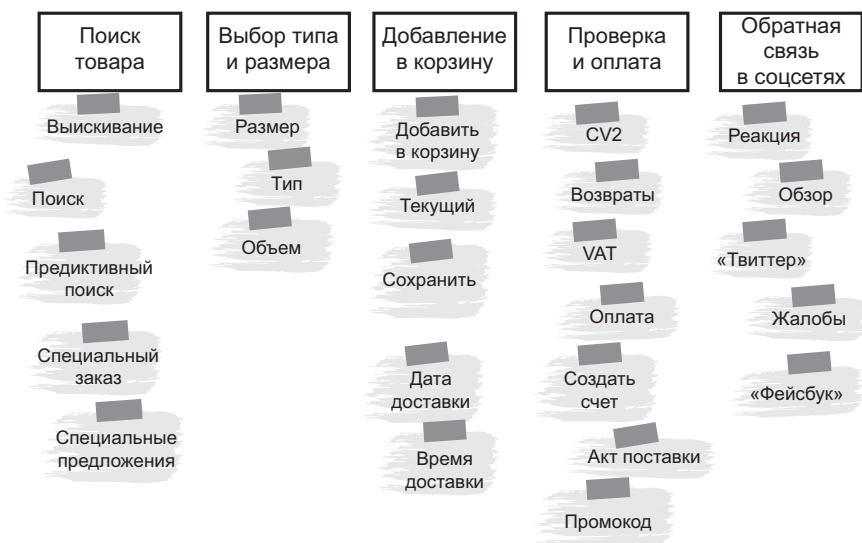 Поиск
товара
Выискивание
Поиск
Предиктивный
поиск
Специальный
заказ
Специальные
предложения
Выбор типа
и размера
Размер
Тип
Объем
Добавление
в корзину
Добавить
в корзину
Текущий
Сохранить
Дата
доставки
Время
доставки
Проверка
и оплата
CV2
Возвраты
VAT
Оплата
Создать
счет
Акт поставки
Промокод
Обратная
связь
в соцсетях
Реакция
Обзор
«Твиттер»
Жалобы
«Фейсбук»